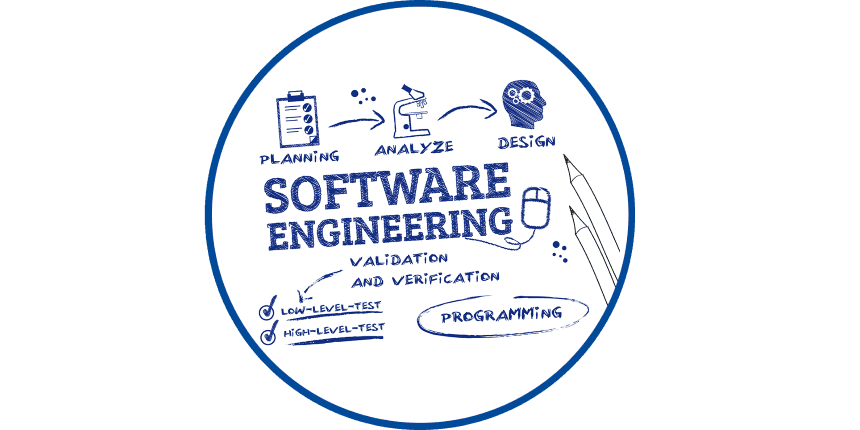 PLANNING
ANALYZE
DESIGN
SOFTWARE
ENGINEERING
VALIDATION
AND VERIFICATION
LOW-LEVEL-TEST
HIGH-LEVEL-TEST
PROGRAMMING